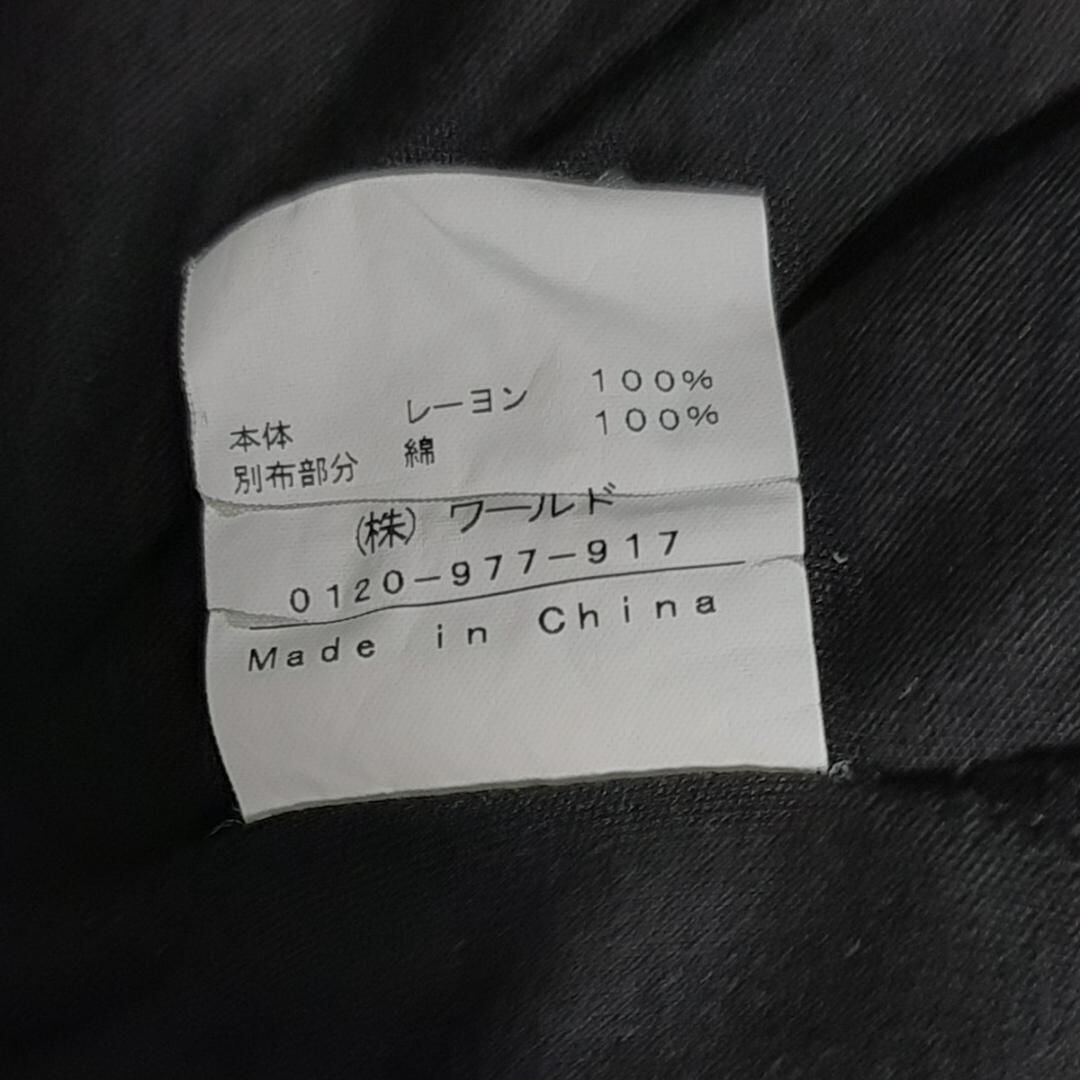 本体 レーヨン 100%
別布部分 綿 100%
(株) ワールド
0120-977-917
Made in China